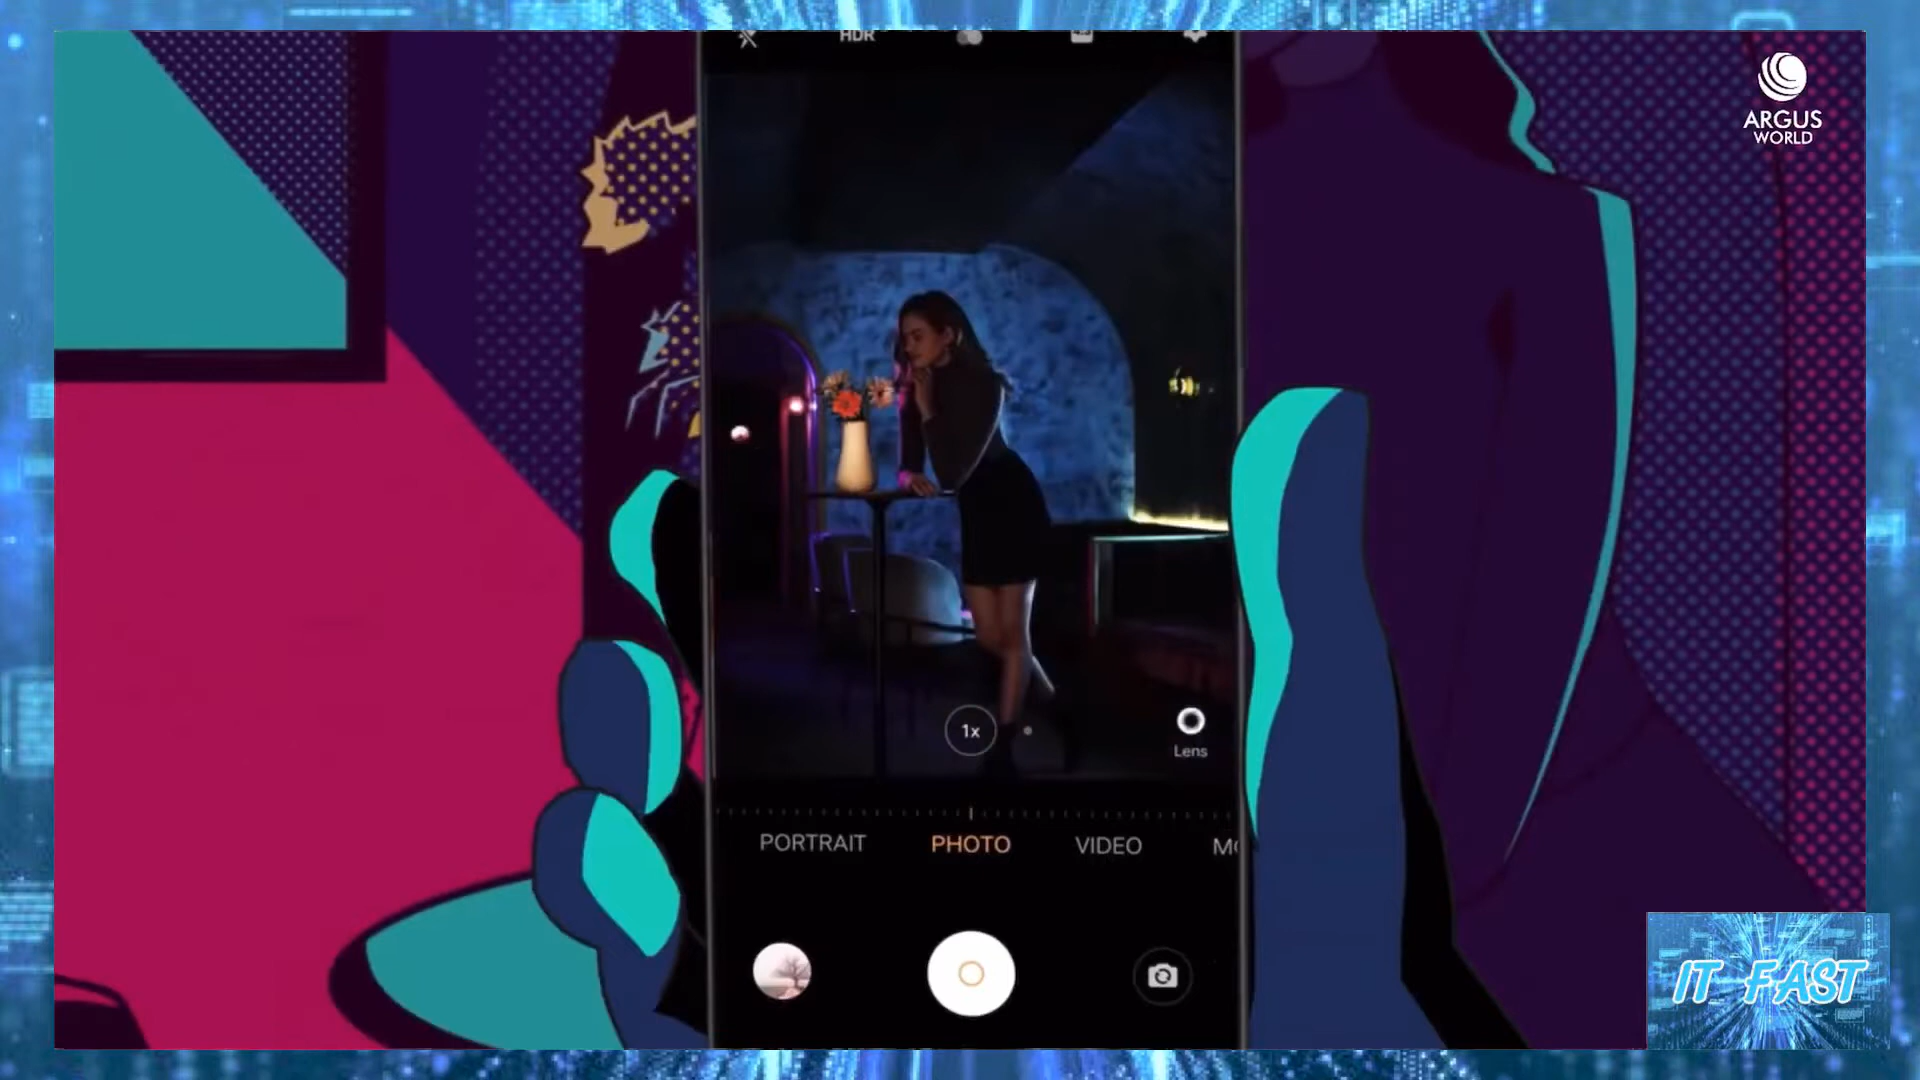 HDR
ARGUS
WORLD
1x
Lens
PORTRAIT PHOTO VIDEO
IT FAST